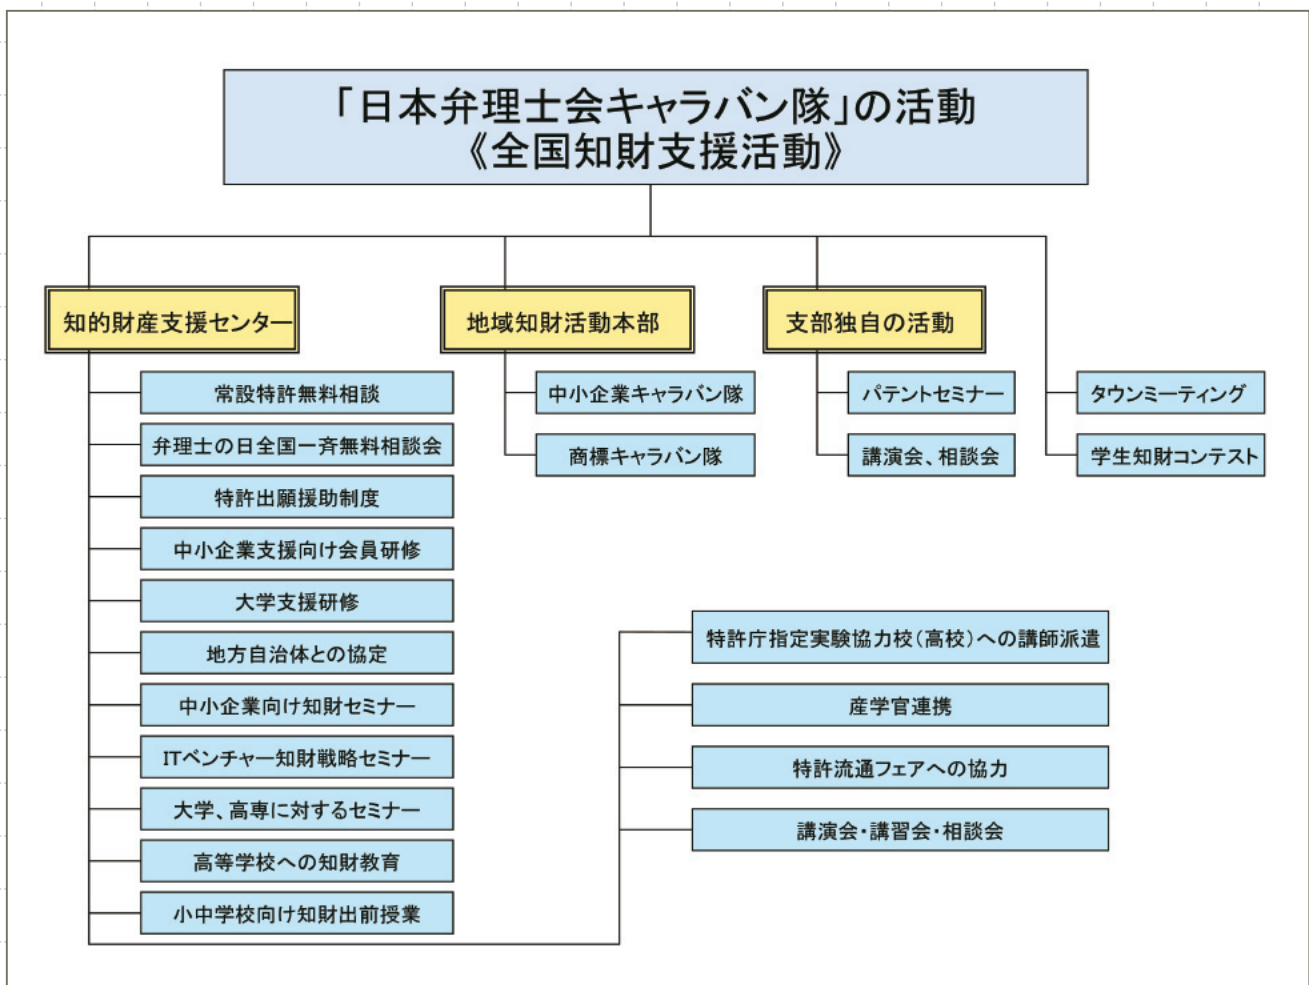 「日本弁理士会キャラバン隊」の活動
《全国知財支援活動》
知的財産支援センター
常設特許無料相談
弁理士の日全国一斉無料相談会
特許出願援助制度
中小企業支援向け会員研修
大学支援研修
地方自治体との協定
中小企業向け知財セミナー
ITベンチャー知財戦略セミナー
大学、高専に対するセミナー
高等学校への知財教育
小中学校向け知財出前授業
特許庁指定実験協力校(高校)への講師派遣
産学官連携
特許流通フェアへの協力
講演会・講習会・相談会
地域知財活動本部
中小企業キャラバン隊
商標キャラバン隊
支部独自の活動
パテントセミナー
講演会、相談会
タウンミーティング
学生知財コンテスト